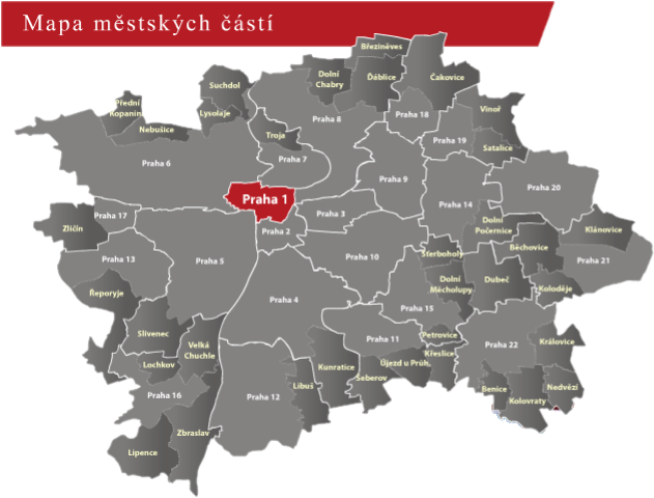 Mapa městských částí
Březiněves
Suchdol
Dolní
Chabry
Ďáblice
Čakovice
Přední
Kopanina
Lysolaje
Praha 8
Praha 18
Vinoř
Nebušice
Troja
Praha 19
Satalice
Praha 6
Praha 7
Praha 9
Praha 20
Praha 1
Praha 14
Praha 17
Praha 3
Zličín
Praha 2
Dolní
Počernice
Klánovice
Běchovice
Praha 13
Praha 5
Praha 10
Štěrboholy
Praha 21
Řeporyje
Dolní
Měcholupy
Dubeč
Koloděje
Praha 4
Praha 15
Slivenec
Velká
Chuchle
Praha 11
Petrovice
Praha 22
Královice
Křeslice
Lochkov
Kunratice
Újezd u Průh.
Šeberov
Libuš
Benice
Nedvězí
Praha 16
Praha 12
Kolovraty
Zbraslav
Lipence